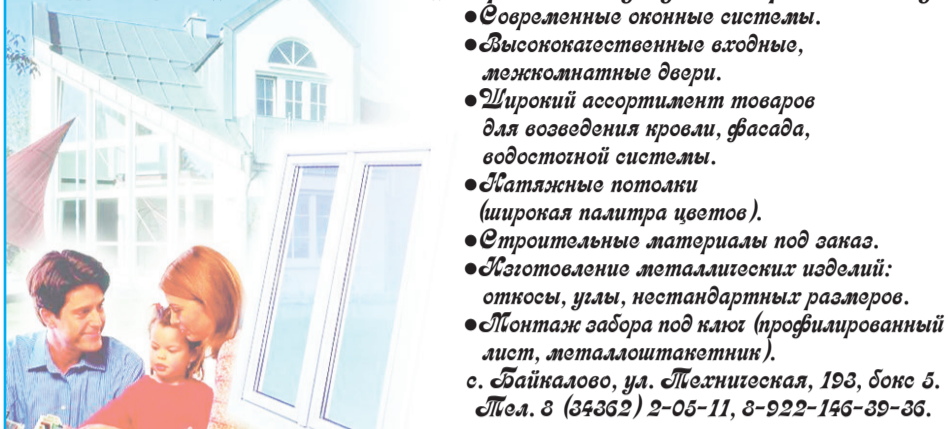 ●Современные оконные системы.
●Высококачественные входные,
межкомнатные двери.
●Широкий ассортимент товаров
для возведения кровли, фасада,
водосточной системы.
●Натяжные потолки
(широкая палитра цветов).
●Строительные материалы под заказ.
●Изготовление металлических изделий:
откосы, углы, нестандартных размеров.
●Монтаж забора под ключ (профилированный
лист, металлоштакетник).
с. Байкалово, ул. Техническая, 193, бокс 5.
Тел. 8 (34362) 2-05-11, 8-922-146-39-36.